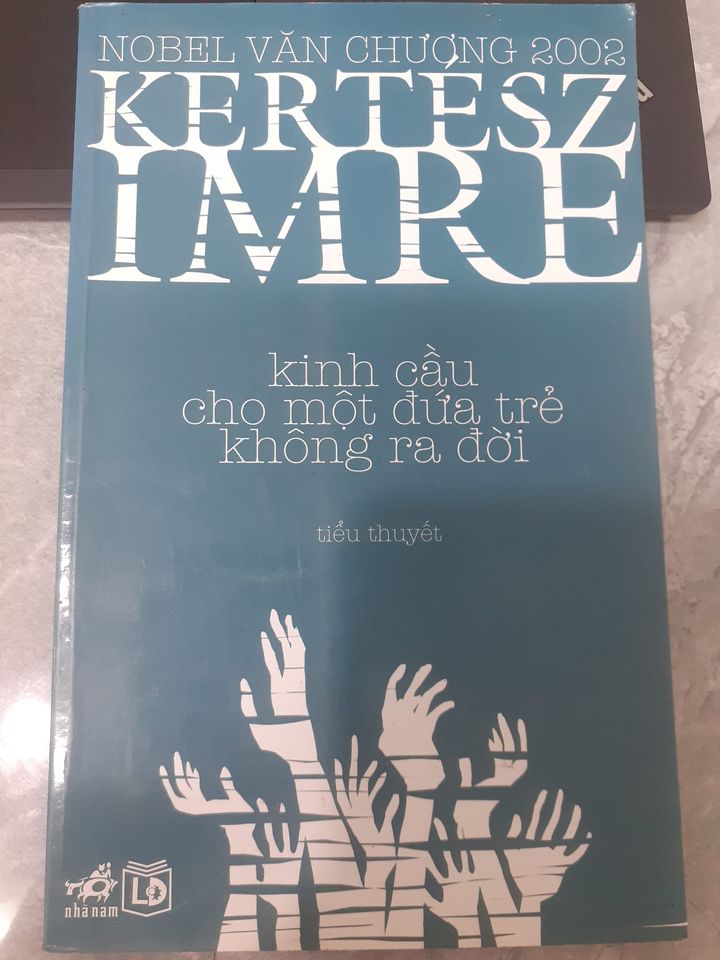 NOBEL VĂN CHƯƠNG 2002
KERTÉSZ
IMRE
kinh cầu
cho một đứa trẻ
không ra đời
tiểu thuyết
nhã nam
LĐ